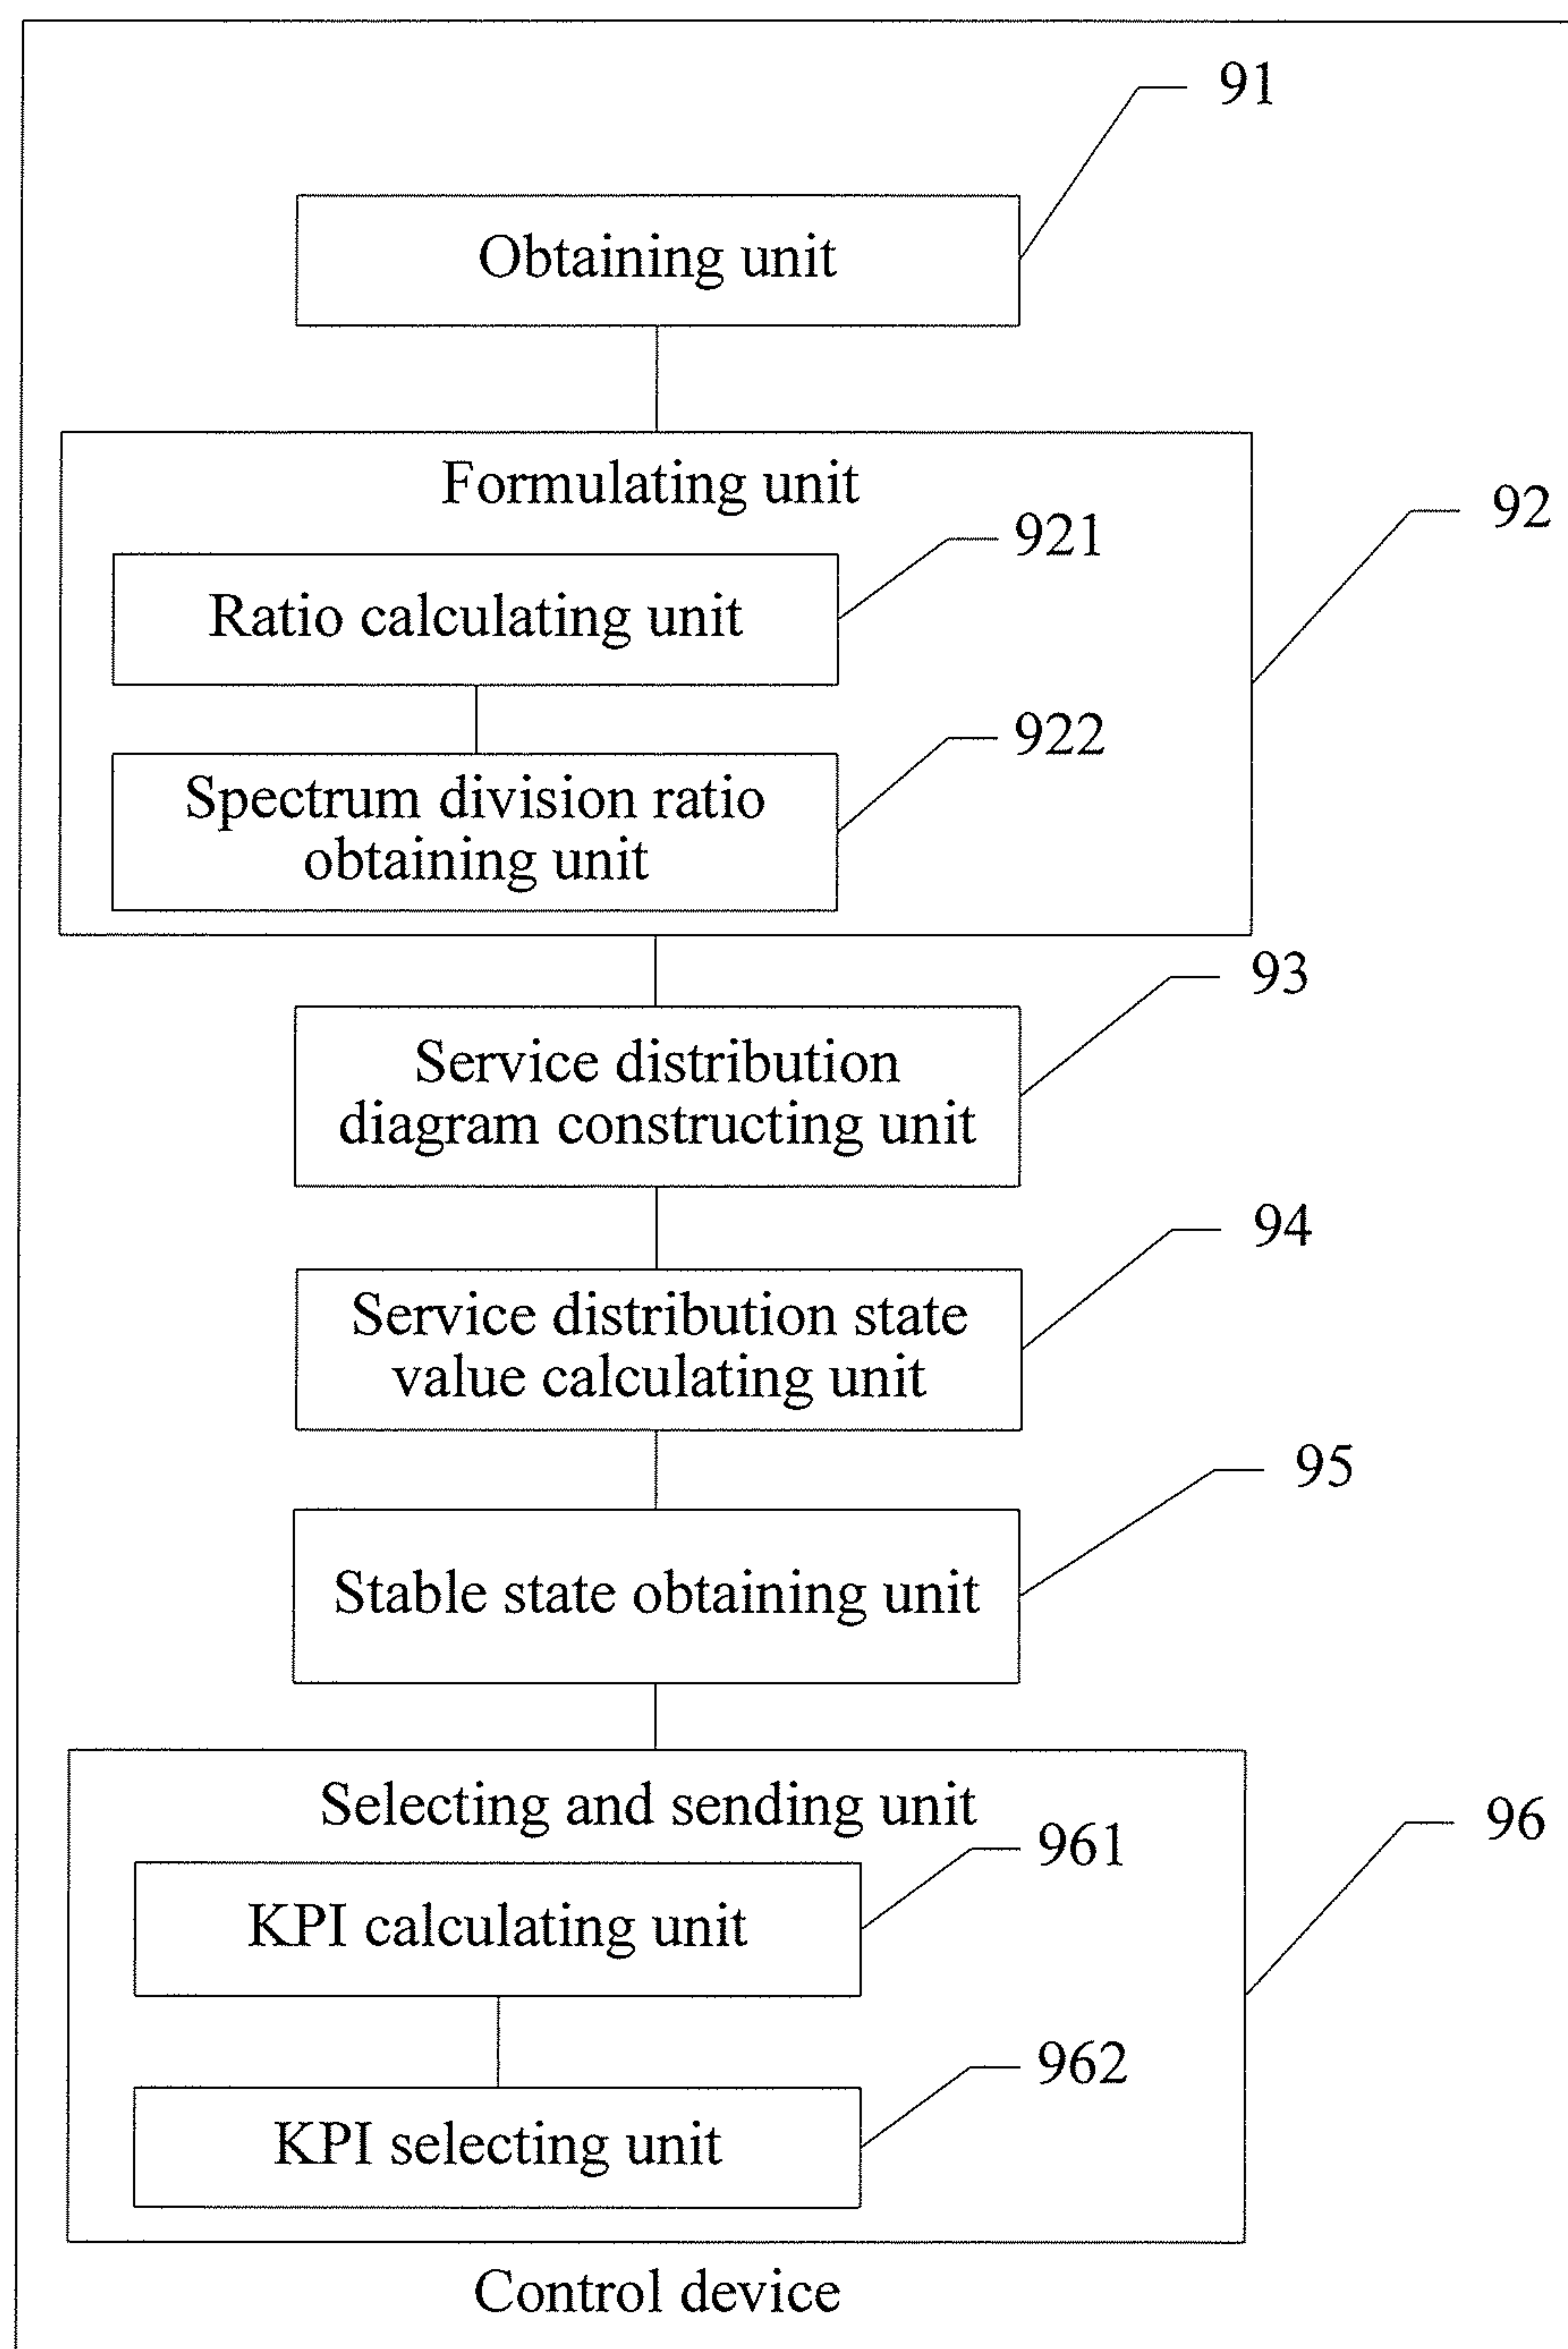 91
Obtaining unit
Formulating unit
92
921
Ratio calculating unit
922
Spectrum division ratio
obtaining unit
93
Service distribution
diagram constructing unit
94
Service distribution state
value calculating unit
95
Stable state obtaining unit
Selecting and sending unit
96
961
KPI calculating unit
962
KPI selecting unit
Control device